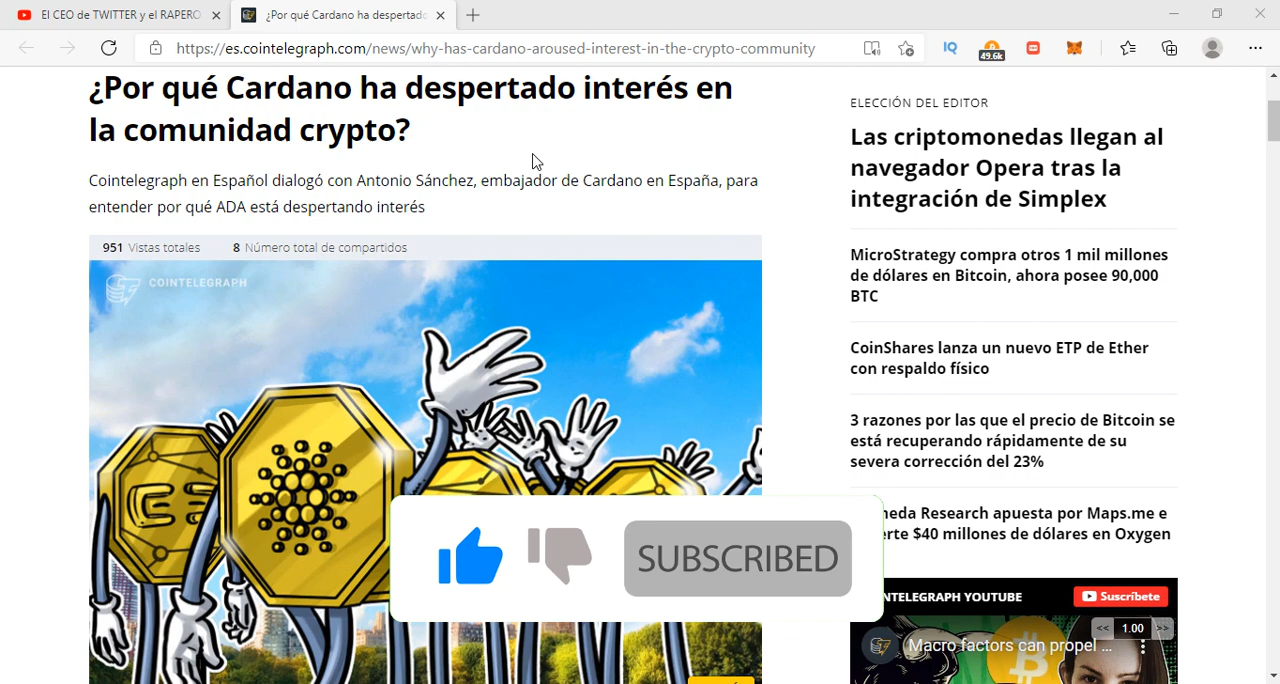 El CEO de TWITTER y el RAPERO
¿Por qué Cardano ha despertado
https://es.cointelegraph.com/news/why-has-cardano-aroused-interest-in-the-crypto-community
IQ
49.6k
¿Por qué Cardano ha despertado interés en
la comunidad crypto?
Cointelegraph en Español dialogó con Antonio Sánchez, embajador de Cardano en España, para
entender por qué ADA está despertando interés
951 Vistas totales
8 Número total de compartidos
COINTELEGRAPH
SUBSCRIBED
ELECCIÓN DEL EDITOR
Las criptomonedas llegan al
navegador Opera tras la
integración de Simplex
MicroStrategy compra otros 1 mil millones
de dólares en Bitcoin, ahora posee 90,000
BTC
CoinShares lanza un nuevo ETP de Ether
con respaldo físico
3 razones por las que el precio de Bitcoin se
está recuperando rápidamente de su
severa corrección del 23%
Research apuesta por Maps.me e
$40 millones de dólares en Oxygen
NTELEGRAPH YOUTUBE
Suscríbete
<< 1.00 >>
Macro factors can propel ...